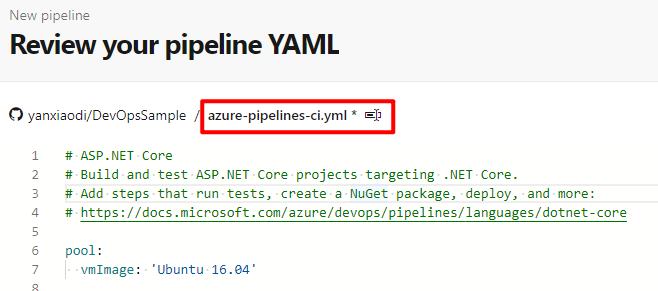 New pipeline
Review your pipeline YAML
yanxiaodi/DevOpsSample / azure-pipelines-ci.yml *
1 # ASP.NET Core
2 # Build and test ASP.NET Core projects targeting .NET Core.
3 # Add steps that run tests, create a NuGet package, deploy, and more:
4 # https://docs.microsoft.com/azure/devops/pipelines/languages/dotnet-core
5
6 pool:
7 vmImage: 'Ubuntu 16.04'
8